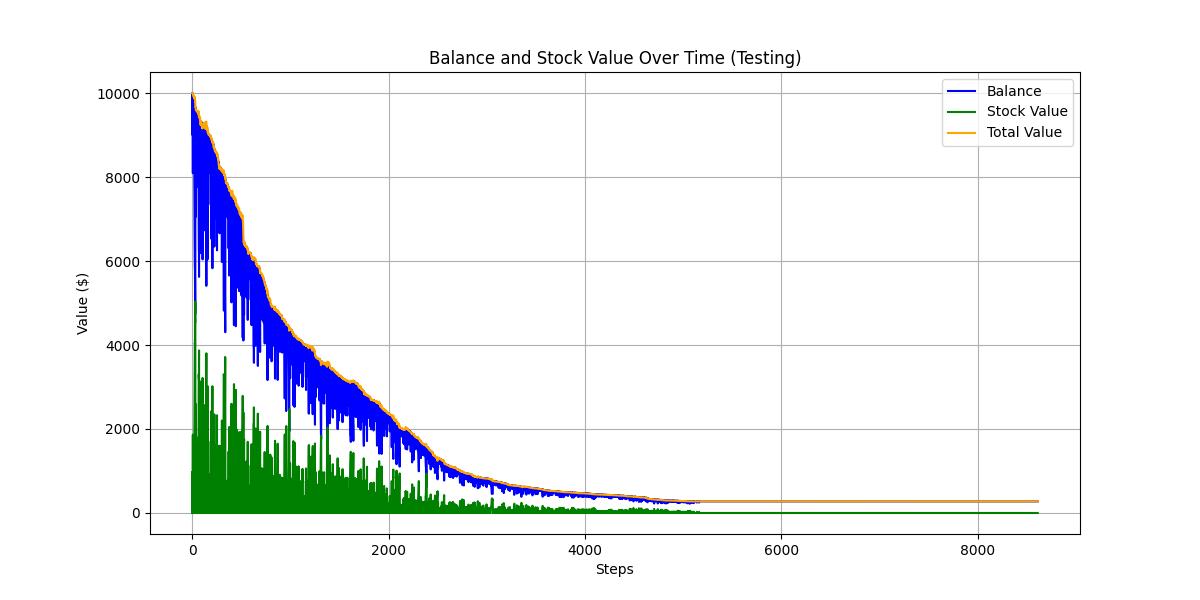 Balance and Stock Value Over Time (Testing)
Balance
Stock Value
Total Value
Value ($)
10000
8000
6000
4000
2000
0
0 2000 4000 6000 8000
Steps